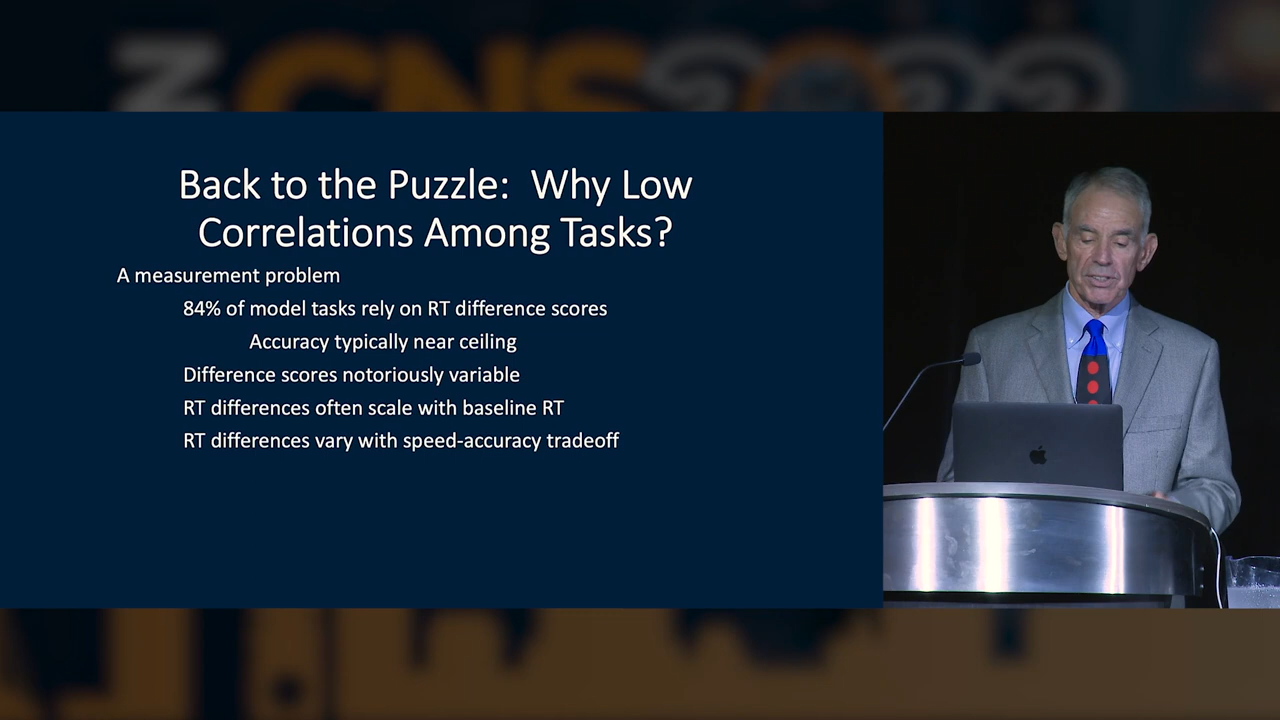 CNS 2022
Back to the Puzzle:  Why Low
Correlations Among Tasks?
A measurement problem
84% of model tasks rely on RT difference scores
Accuracy typically near ceiling
Difference scores notoriously variable
RT differences often scale with baseline RT
RT differences vary with speed-accuracy tradeoff